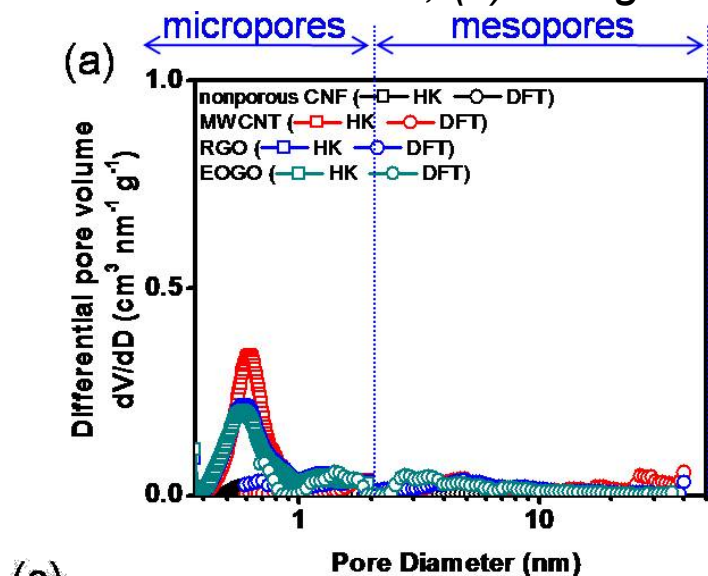 micropores mesopores
(a)
1.0
nonporous CNF (—□— HK —○— DFT)
MWCNT (—□— HK —○— DFT)
RGO (—□— HK —○— DFT)
EOGO (—□— HK —○— DFT)
Differential pore volume
dV/dD (cm³ nm⁻¹ g⁻¹)
0.5
0.0
1 10
Pore Diameter (nm)